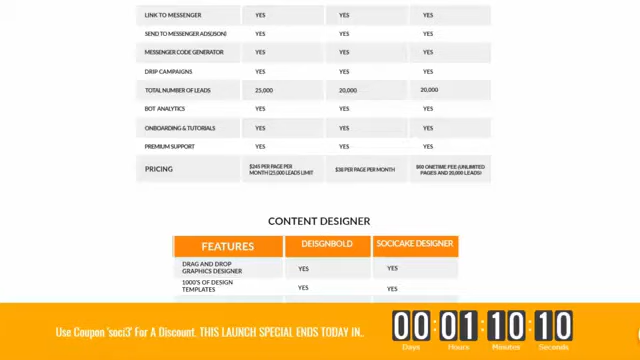 LINK TO MESSENGER YES YES YES
SEND TO MESSENGER ADS(JSON) YES YES YES
MESSENGER CODE GENERATOR YES YES YES
DRIP CAMPAIGNS YES YES YES
TOTAL NUMBER OF LEADS 25,000 20,000 20,000
BOT ANALYTICS YES YES YES
ONBOARDING & TUTORIALS YES YES YES
PREMIUM SUPPORT YES YES YES
PRICING $245 PER PAGE PER MONTH (25,000 LEADS LIMIT $38 PER PAGE PER MONTH ONETIME FEE (UNLIMITED PAGES AND 20,000 LEADS)
CONTENT DESIGNER
FEATURES DEISGNBOLD SOCICAKE DESIGNER
DRAG AND DROP GRAPHICS DESIGNER YES YES
1000'S OF DESIGN TEMPLATES YES YES
Use Coupon 'soci3' For A Discount. THIS LAUNCH SPECIAL ENDS TODAY IN..
00:01:10:10
Days Hours Minutes Seconds